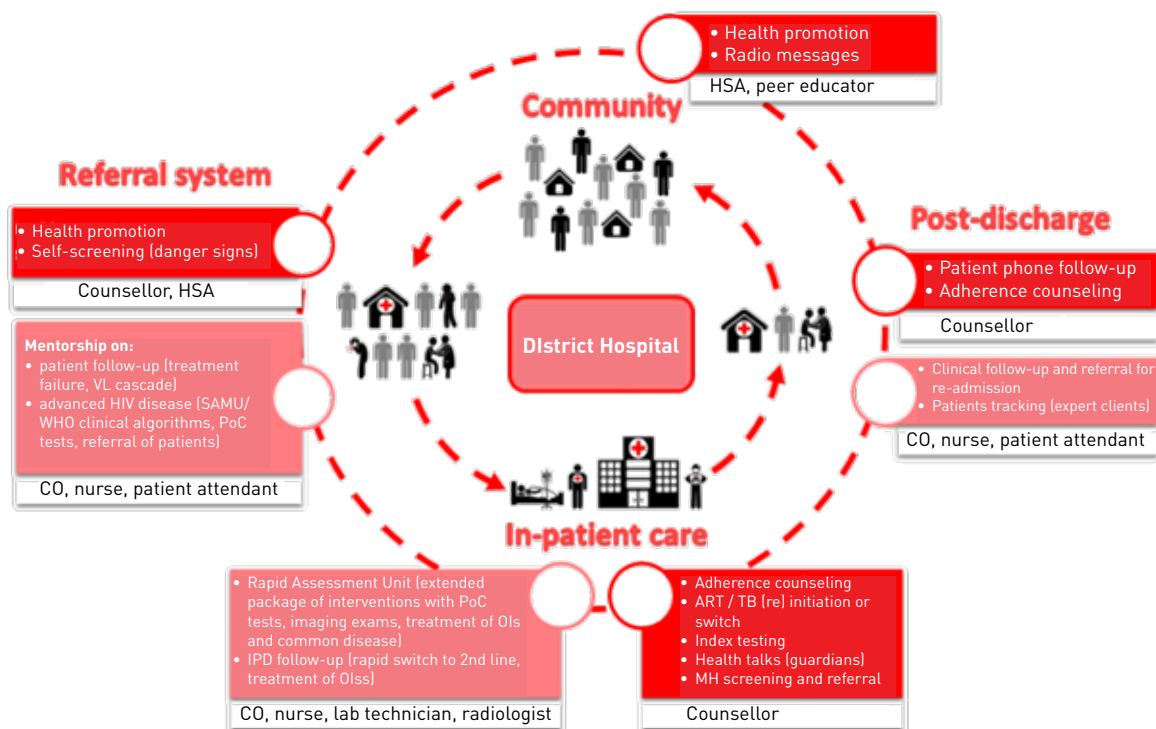 • Health promotion
• Radio messages
HSA, peer educator
Community
Referral system
• Health promotion
• Self-screening (danger signs)
Counsellor, HSA
Mentorship on:
• patient follow-up (treatment
failure, VL cascade)
• advanced HIV disease (SAMU/
WHO clinical algorithms, PoC
tests, referral of patients)
CO, nurse, patient attendant
DIstrict Hospital
Post-discharge
• Patient phone follow-up
• Adherence counseling
Counsellor
• Clinical follow-up and referral for
re-admission
• Patients tracking (expert clients)
CO, nurse, patient attendant
In-patient care
• Rapid Assessment Unit (extended
package of interventions with PoC
tests, imaging exams, treatment of OIs
and common disease)
• IPD follow-up (rapid switch to 2nd line,
treatment of OIss)
CO, nurse, lab technician, radiologist
• Adherence counseling
• ART / TB (re) initiation or
switch
• Index testing
• Health talks (guardians)
• MH screening and referral
Counsellor